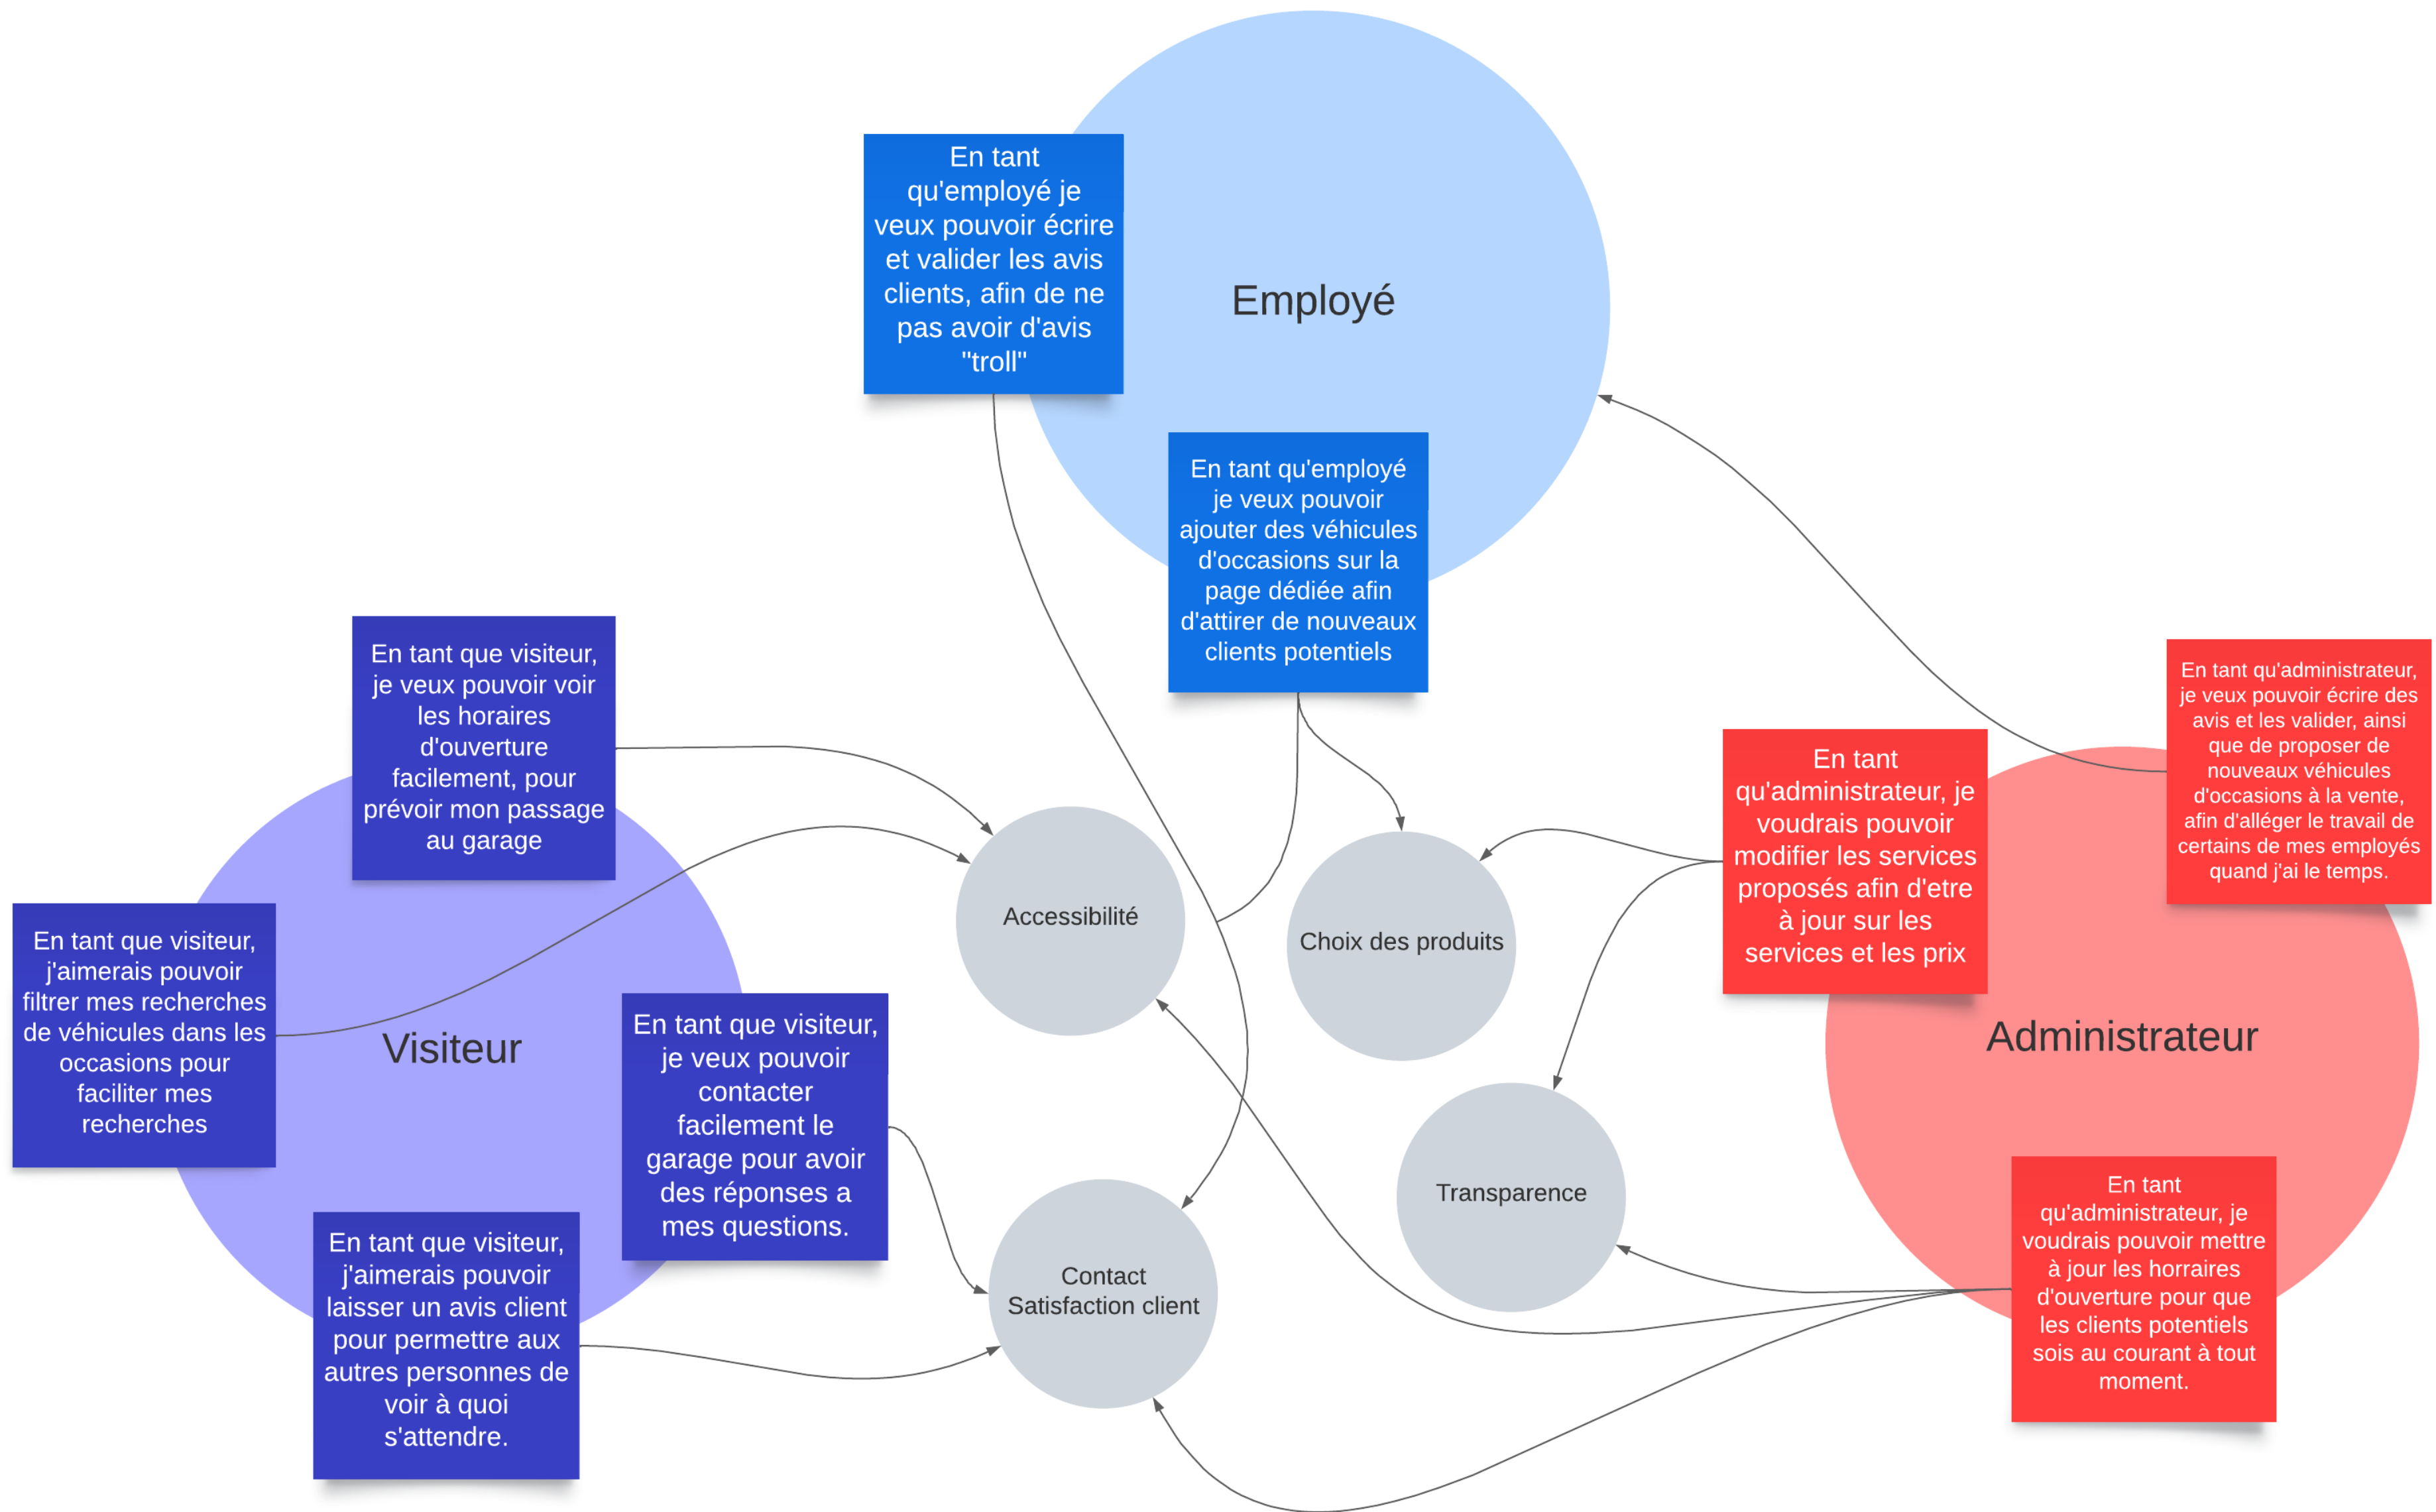 En tant
qu'employé je
veux pouvoir écrire
et valider les avis
clients, afin de ne
pas avoir d'avis
"troll"
Employé
En tant qu'employé
je veux pouvoir
ajouter des véhicules
d'occasions sur la
page dédiée afin
d'attirer de nouveaux
clients potentiels
En tant que visiteur,
je veux pouvoir voir
les horaires
d'ouverture
facilement, pour
prévoir mon passage
au garage
En tant que visiteur,
j'aimerais pouvoir
filtrer mes recherches
de véhicules dans les
occasions pour
faciliter mes
recherches
Visiteur
En tant que visiteur,
je veux pouvoir
contacter
facilement le
garage pour avoir
des réponses a
mes questions.
En tant que visiteur,
j'aimerais pouvoir
laisser un avis client
pour permettre aux
autres personnes de
voir à quoi
s'attendre.
Accessibilité
Choix des produits
Transparence
Contact
Satisfaction client
En tant
qu'administrateur, je
voudrais pouvoir
modifier les services
proposés afin d'etre
à jour sur les
services et les prix
En tant qu'administrateur,
je veux pouvoir écrire des
avis et les valider, ainsi
que de proposer de
nouveaux véhicules
d'occasions à la vente,
afin d'alléger le travail de
certains de mes employés
quand j'ai le temps.
Administrateur
En tant
qu'administrateur, je
voudrais pouvoir mettre
à jour les horraires
d'ouverture pour que
les clients potentiels
sois au courant à tout
moment.